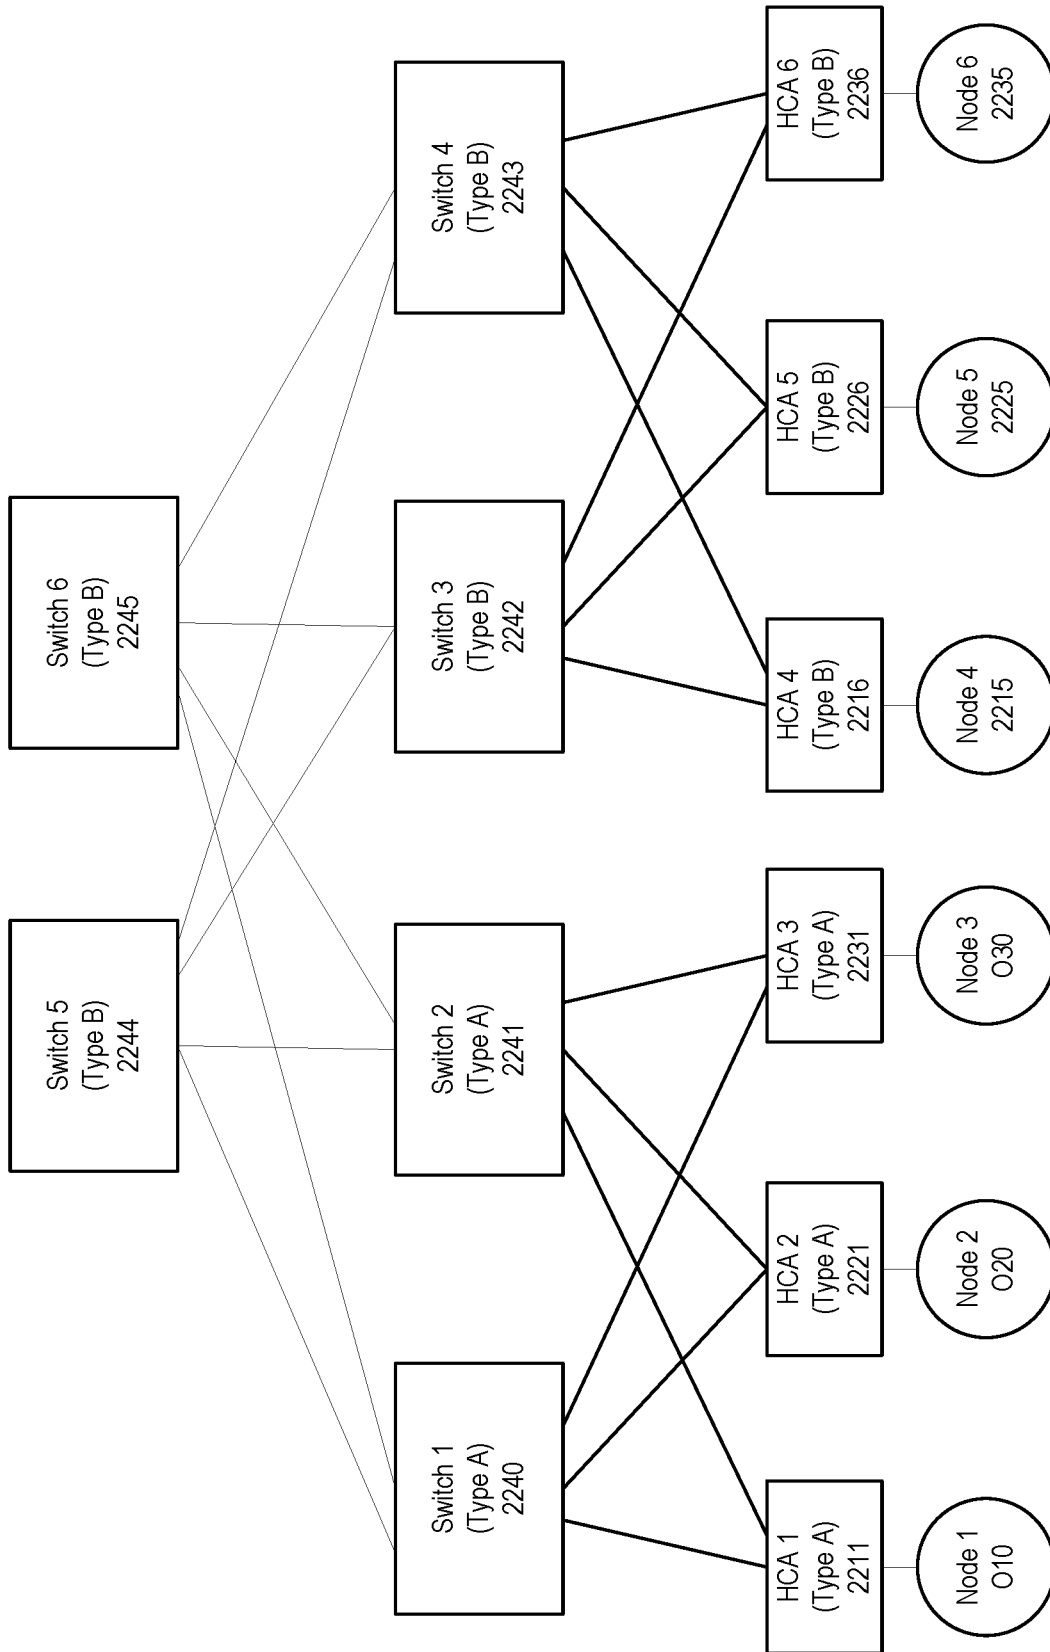 Switch 5
(Type B)
2244
Switch 6
(Type B)
2245
Switch 1
(Type A)
2240
Switch 2
(Type A)
2241
Switch 3
(Type B)
2242
Switch 4
(Type B)
2243
HCA 1
(Type A)
2211
HCA 2
(Type A)
2221
HCA 3
(Type A)
2231
HCA 4
(Type B)
2216
HCA 5
(Type B)
2226
HCA 6
(Type B)
2236
Node 1
O10
Node 2
O20
Node 3
O30
Node 4
2215
Node 5
2225
Node 6
2235